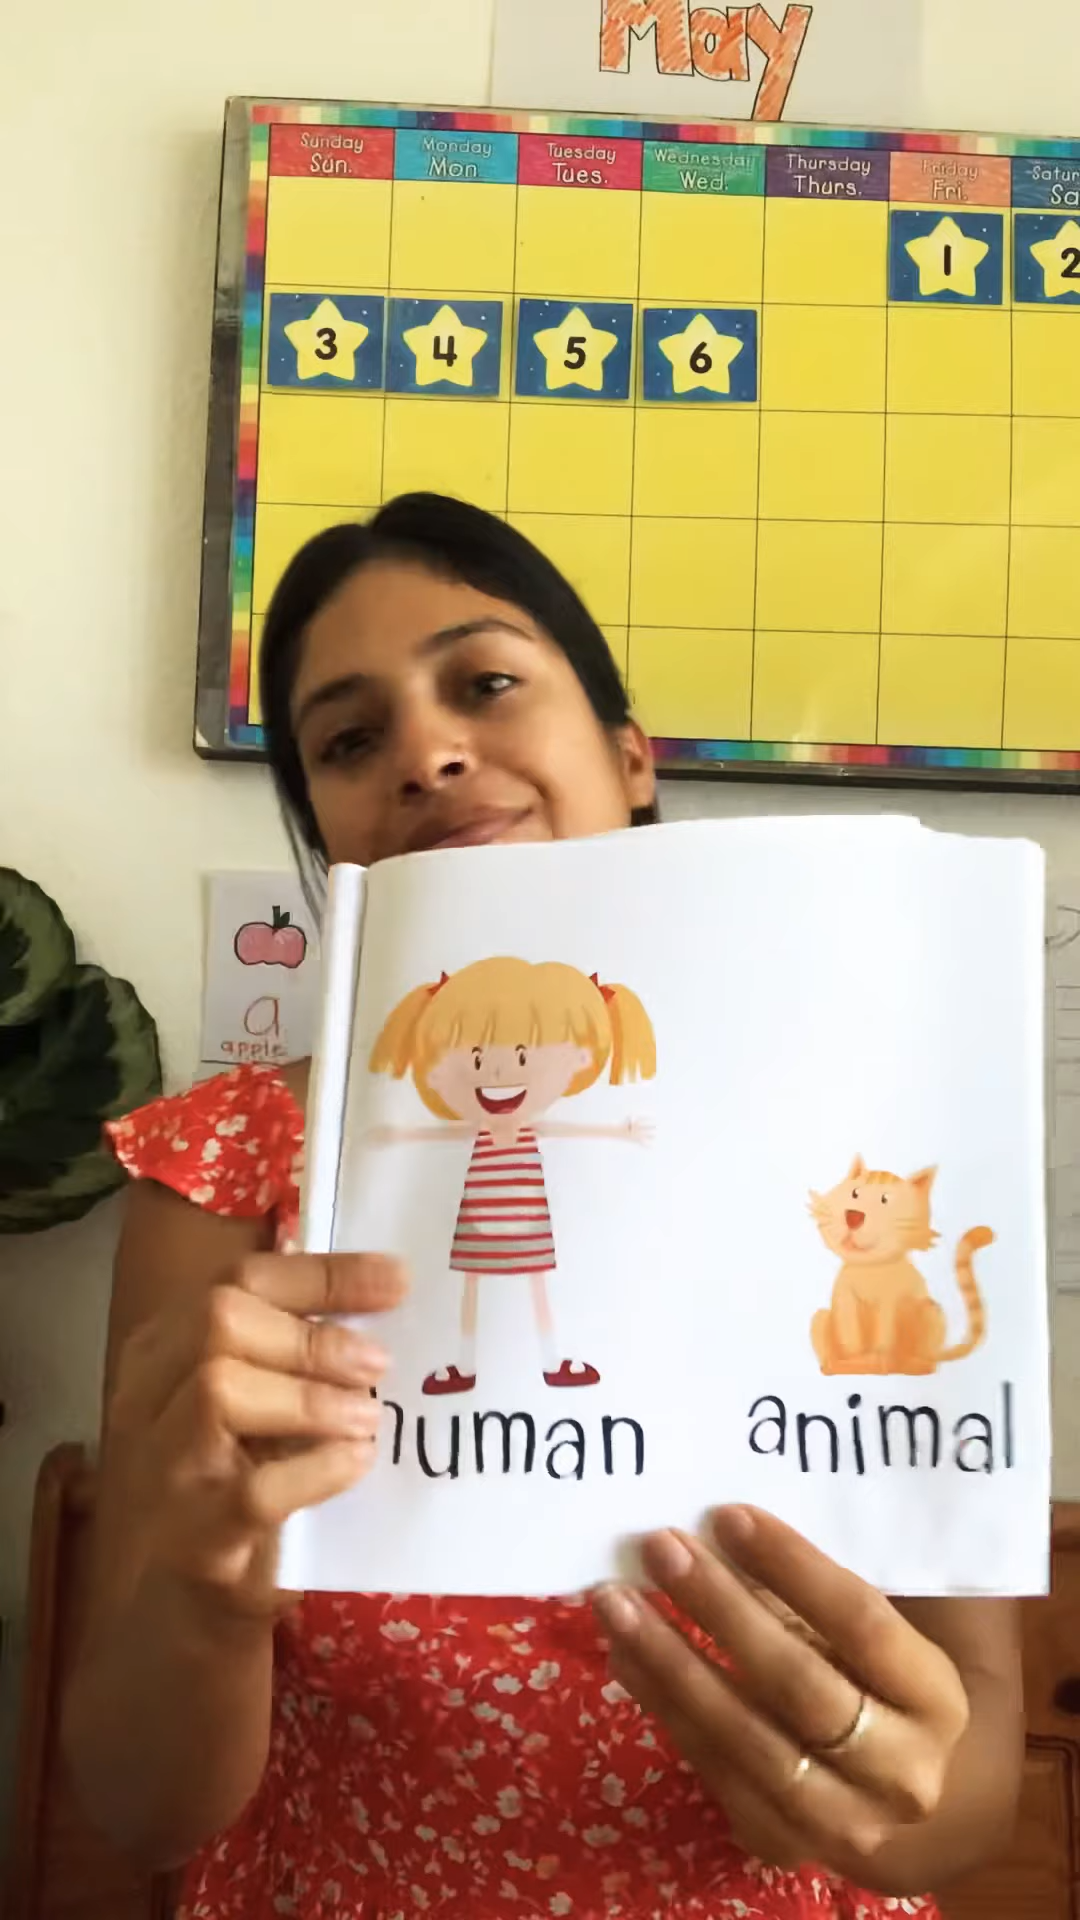 May
Sunday Monday Tuesday Wednesday Thursday Friday
Sun. Mon. Tues. Wed. Thurs. Fri.
1 2
3 4 5 6
a
apple
human animal